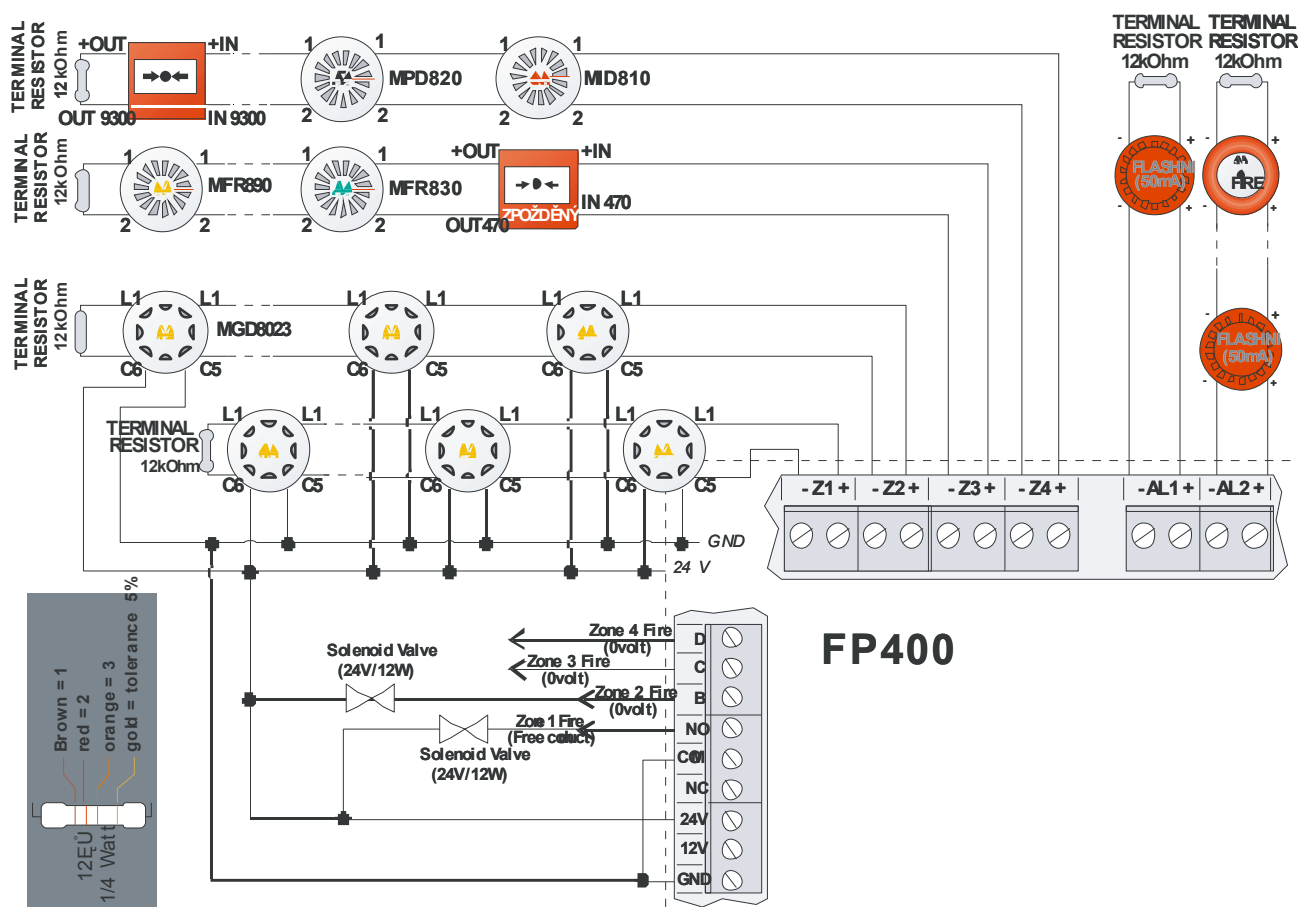 TERMINAL
RESISTOR
12kOhm
+OUT
+IN
OUT 9300
IN 9300
1
1
MPD820
2
2
1
1
MID810
2
2
TERMINAL
RESISTOR
12kOhm
TERMINAL
RESISTOR
12kOhm
TERMINAL
RESISTOR
12kOhm
1
1
MFR890
2
2
1
1
MFR830
2
2
+OUT
+IN
IN 470
ZPOŽDĚNÝ
OUT470
-
+
FLASHNI
(50mA)
-
+
-
+
FIRE
-
+
TERMINAL
RESISTOR
12kOhm
L1
L1
MGD8023
C6
C5
L1
L1
C6
C5
L1
L1
C6
C5
-
+
FLASHNI
(50mA)
-
+
TERMINAL
RESISTOR
12kOhm
L1
L1
C6
C5
L1
L1
C6
C5
L1
L1
C6
C5
- Z1 +
- Z2 +
- Z3 +
- Z4 +
-AL1 +
-AL2 +
GND
24 V
FP400
Zone 4 Fire
(0volt)
D
Zone 3 Fire
(0volt)
C
Solenoid Valve
(24V/12W)
Zone 2 Fire
(0volt)
B
Zone 1 Fire
NO
Solenoid Valve
(24V/12W)
COM
NC
24V
12V
GND
Brown = 1
red = 2
orange = 3
gold = tolerance 5%
1/4 Watt